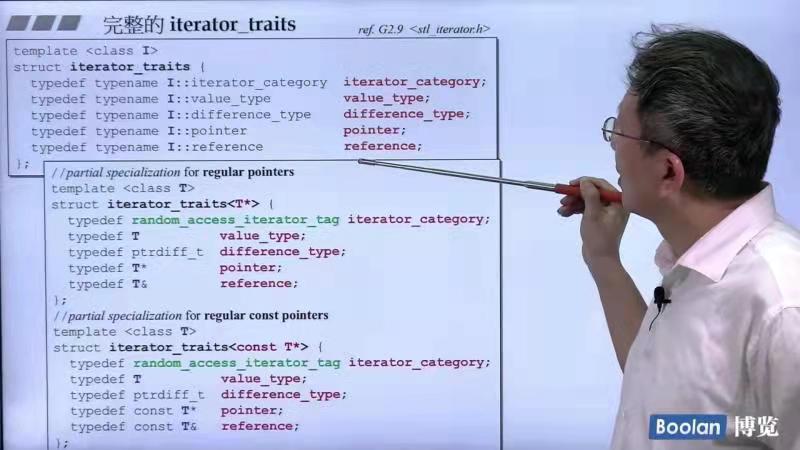 完整的 iterator_traits
ref. G2.9 <stl_iterator.h>
template <class I>
struct iterator_traits {
typedef typename I::iterator_category iterator_category;
typedef typename I::value_type value_type;
typedef typename I::difference_type difference_type;
typedef typename I::pointer pointer;
typedef typename I::reference reference;
};
//partial specialization for regular pointers
template <class T>
struct iterator_traits<T*> {
typedef random_access_iterator_tag iterator_category;
typedef T value_type;
typedef ptrdiff_t difference_type;
typedef T* pointer;
typedef T& reference;
};
//partial specialization for regular const pointers
template <class T>
struct iterator_traits<const T*> {
typedef random_access_iterator_tag iterator_category;
typedef T value_type;
typedef ptrdiff_t difference_type;
typedef const T* pointer;
typedef const T& reference;
};
Boolan 博览